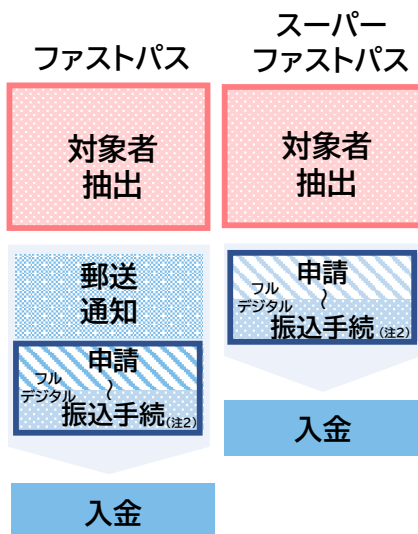 ファストパス
対象者
抽出
郵送
通知
申請
フル
デジタル
〜
振込手続(注2)
入金
スーパー
ファストパス
対象者
抽出
申請
フル
デジタル
〜
振込手続(注2)
入金